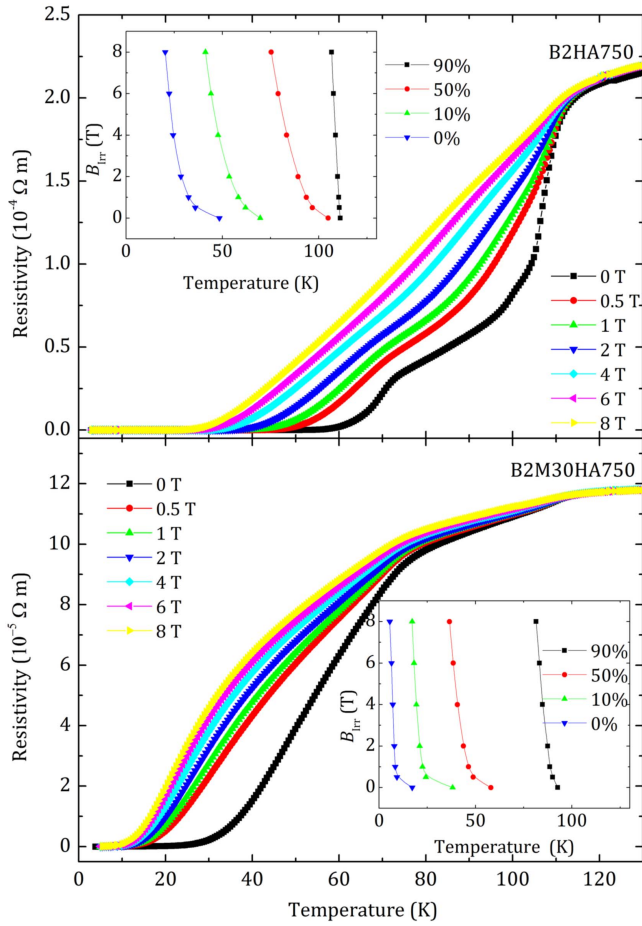 B2HA750
Resistivity (10⁻⁴ Ω m)
2.5
2.0
1.5
1.0
0.5
0.0
B_Irr (T)
8
6
4
2
0
0
50
100
Temperature (K)
90%
50%
10%
0%
0 T
0.5 T
1 T
2 T
4 T
6 T
8 T
B2M30HA750
Resistivity (10⁻⁵ Ω m)
12
10
8
6
4
2
0
0 T
0.5 T
1 T
2 T
4 T
6 T
8 T
B_Irr (T)
8
6
4
2
0
0
50
100
Temperature (K)
90%
50%
10%
0%
0
20
40
60
80
100
120
Temperature (K)